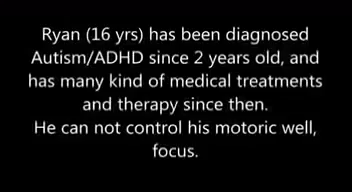 Ryan (16 yrs) has been diagnosed
Autism/ADHD since 2 years old, and
has many kind of medical treatments
and therapy since then.
He can not control his motoric well,
focus.